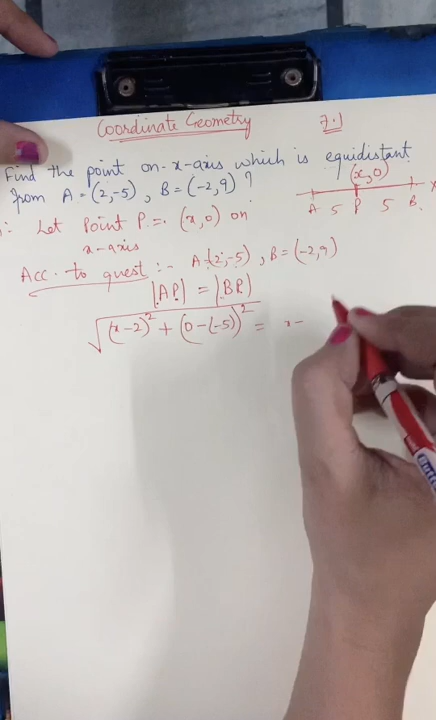 Coordinate Geometry 7.1
Find the point on x-axis which is equidistant
from A = (2,-5), B = (-2,9) ?
(x,0)
A 5 P 5 B
Let Point P = (x,0) on
x-axis
Acc. to quest :- A (2,-5), B = (-2,9)
|AP| = |BP|
√(x-2)² + (0-(-5))² = x-